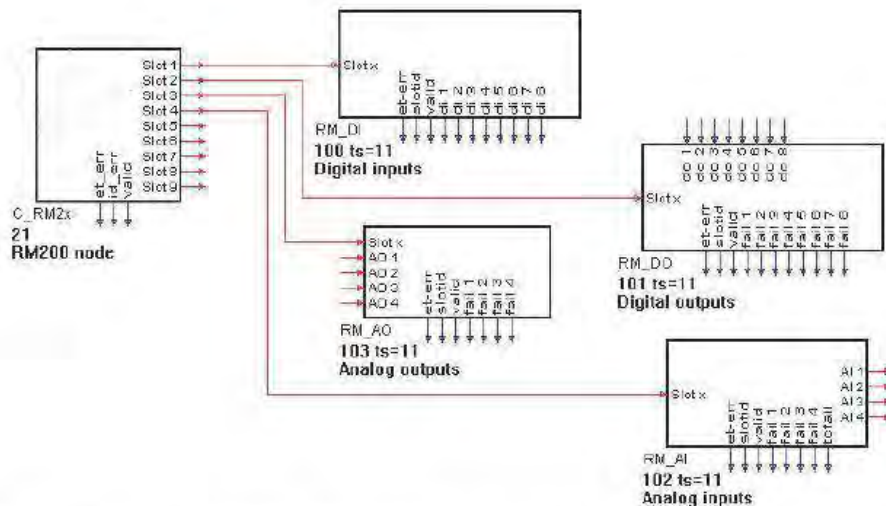 Slot 1
Slot 2
Slot 3
Slot 4
Slot 5
Slot 6
Slot 7
Slot 8
Slot 9
et_err
id_err
valid
C_RM2x
21
RM200 node
Slot x
et-err
slotid
valid
di 1
di 2
di 3
di 4
di 5
di 6
di 7
di 8
RM_DI
100 ts=11
Digital inputs
do 1
do 2
do 3
do 4
do 5
do 6
do 7
do 8
Slot x
et-err
slotid
valid
fail 1
fail 2
fail 3
fail 4
fail 5
fail 6
fail 7
fail 8
RM_DO
101 ts=11
Digital outputs
Slot x
AO 1
AO 2
AO 3
AO 4
et-err
slotid
valid
fail 1
fail 2
fail 3
fail 4
RM_AO
103 ts=11
Analog outputs
Slot x
AI 1
AI 2
AI 3
AI 4
et-err
slotid
valid
fail 1
fail 2
fail 3
fail 4
tcfail
RM_AI
102 ts=11
Analog inputs